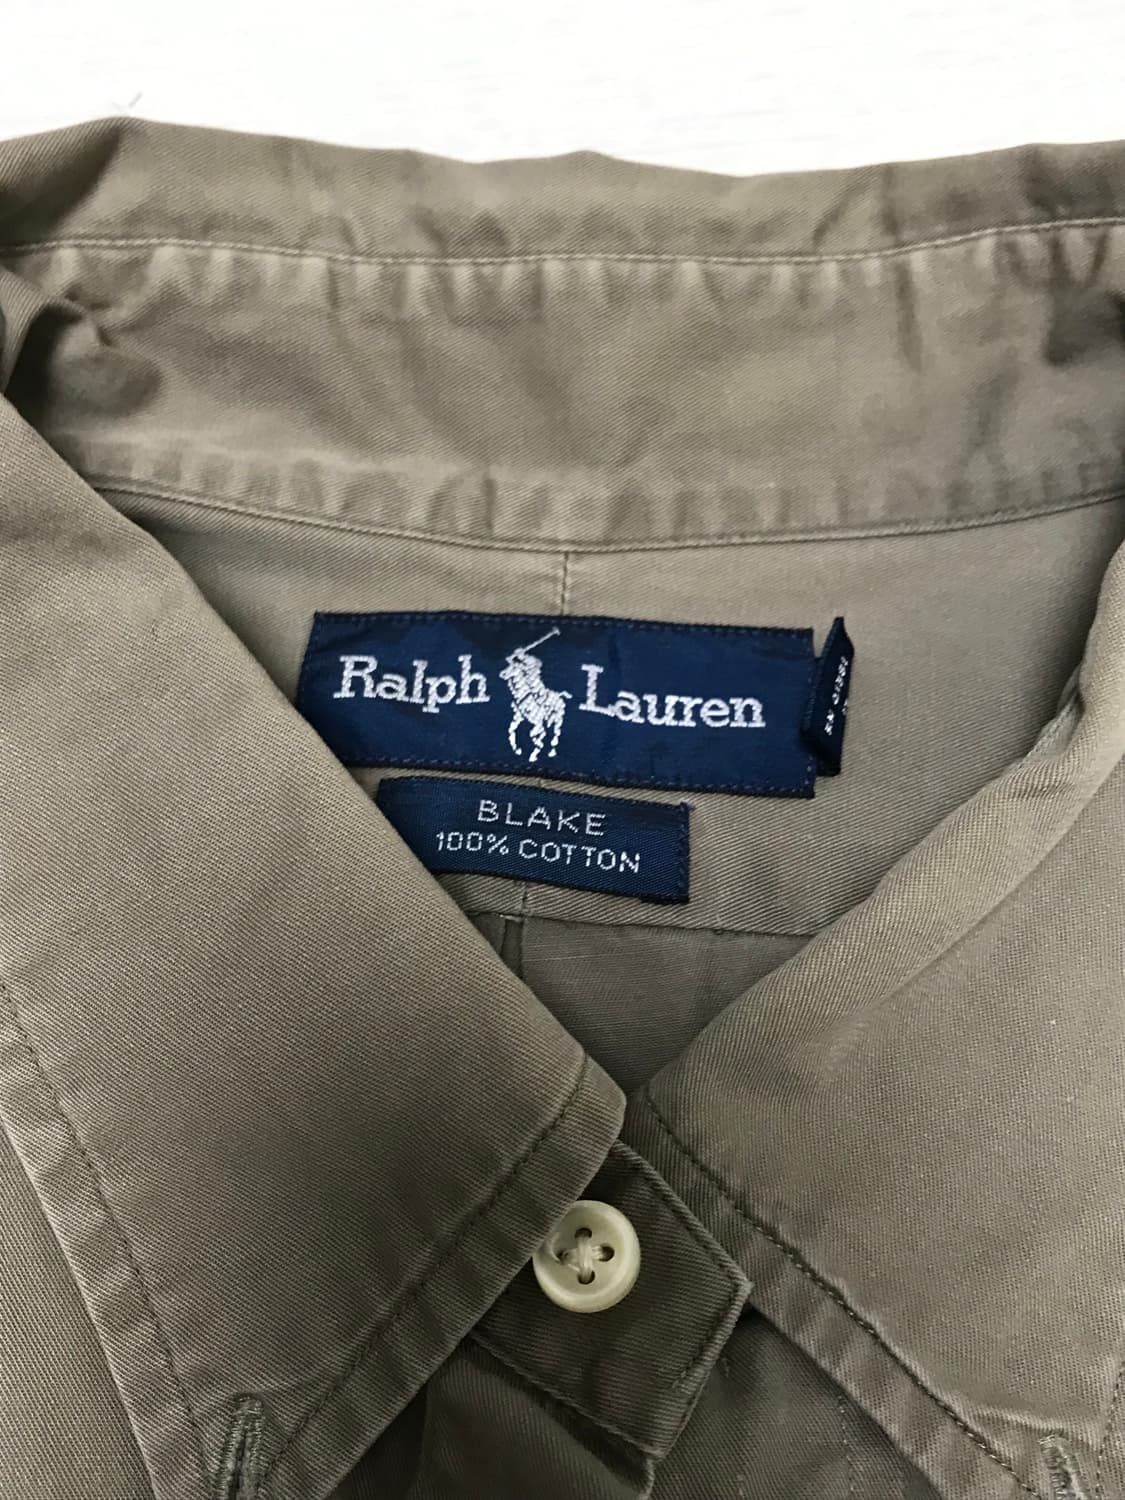 Ralph Lauren
BLAKE
100% COTTON